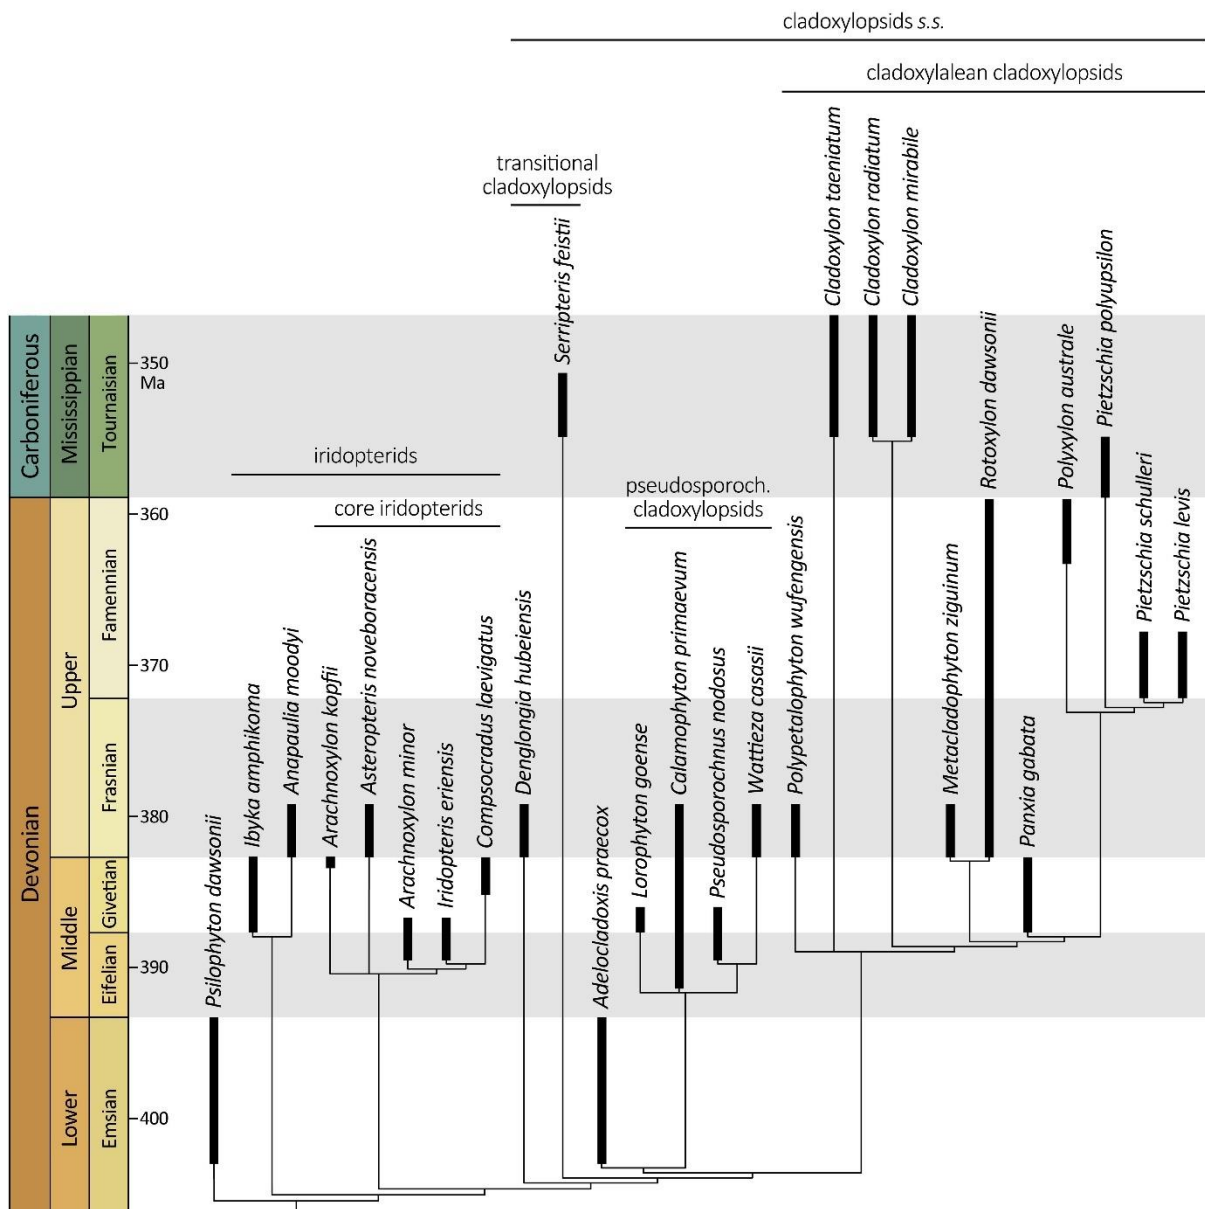 cladoxylopsids s.s.
cladoxylalean cladoxylopsids
transitional
cladoxylopsids
iridopterids
core iridopterids
pseudosporoch.
cladoxylopsids
Carboniferous
Mississippian
Tournaisian
Devonian
Upper
Famennian
Frasnian
Middle
Givetian
Eifelian
Lower
Emsian
350
Ma
360
370
380
390
400
Psilophyton dawsonii
Ibyka amphikoma
Anapaulia moodyi
Arachnoxylon kopfii
Asteropteris noveboracensis
Arachnoxylon minor
Iridopteris eriensis
Compsocradus laevigatus
Denglongia hubeiensis
Serripteris feistii
Adelocladoxis praecox
Lorophyton goense
Calamophyton primaevum
Pseudosporochnus nodosus
Wattieza casasii
Polypetalophyton wufengensis
Cladoxylon taeniatum
Cladoxylon radiatum
Cladoxylon mirabile
Metacladophyton ziguinum
Rotoxylon dawsonii
Panxia gabata
Polyxylon australe
Pietzschia polyupsilon
Pietzschia schulleri
Pietzschia levis